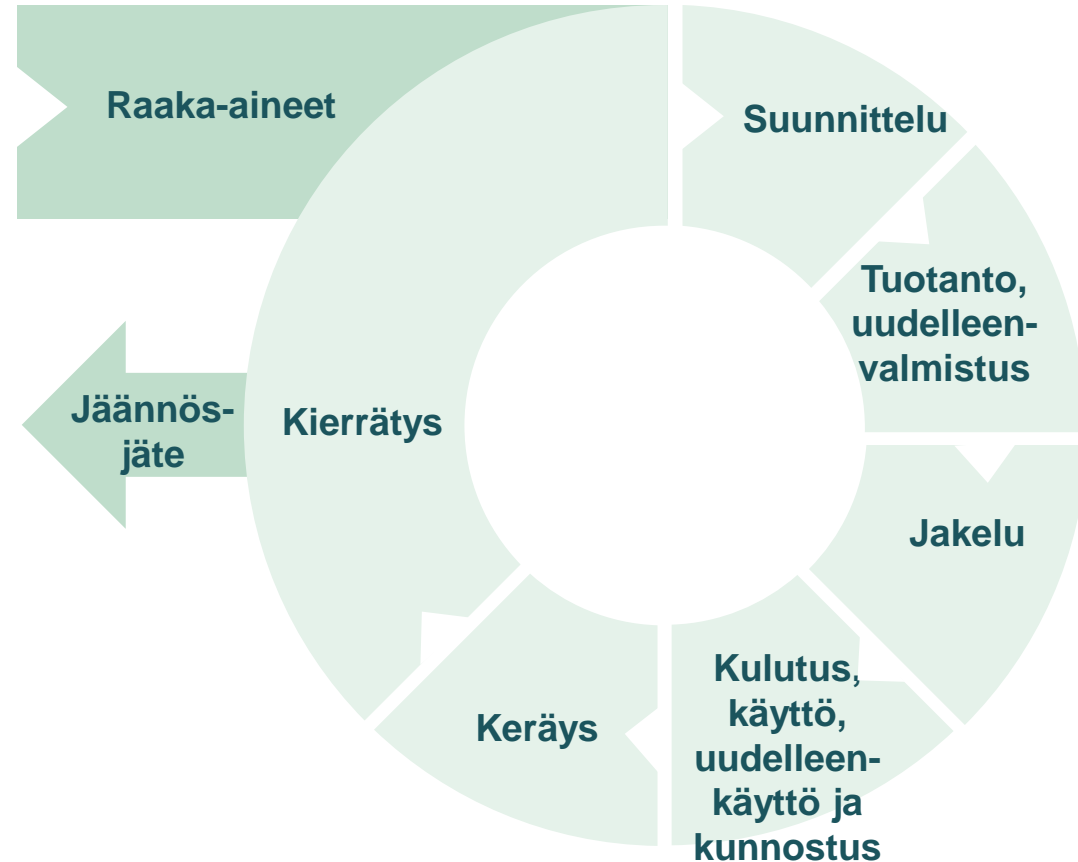 Raaka-aineet
Suunnittelu
Tuotanto,
uudelleen-
valmistus
Jakelu
Kulutus,
käyttö,
uudelleen-
käyttö ja
kunnostus
Keräys
Kierrätys
Jäännös-
jäte